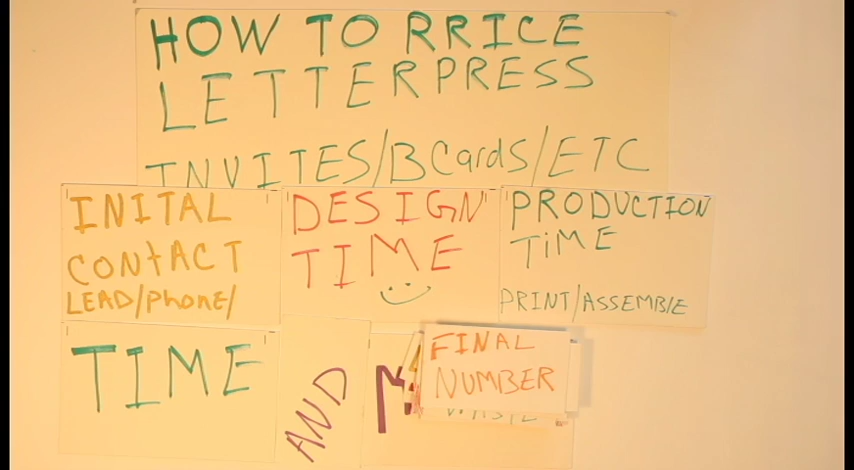 HOW TO RRICE
LETTERPRESS
INVITES/BCards/ETC
INITAL
CONTACT
LEAD/PHONE/
DESIGN
TIME
PRODUCTION
TiME
PRINT/ASSEMBlE
TIME
AND
FINAL
NUMBER